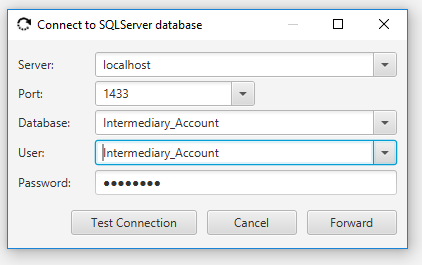 Connect to SQLServer database
Server: localhost
Port: 1433
Database: Intermediary_Account
User: Intermediary_Account
Password: ●●●●●●●●
Test Connection Cancel Forward